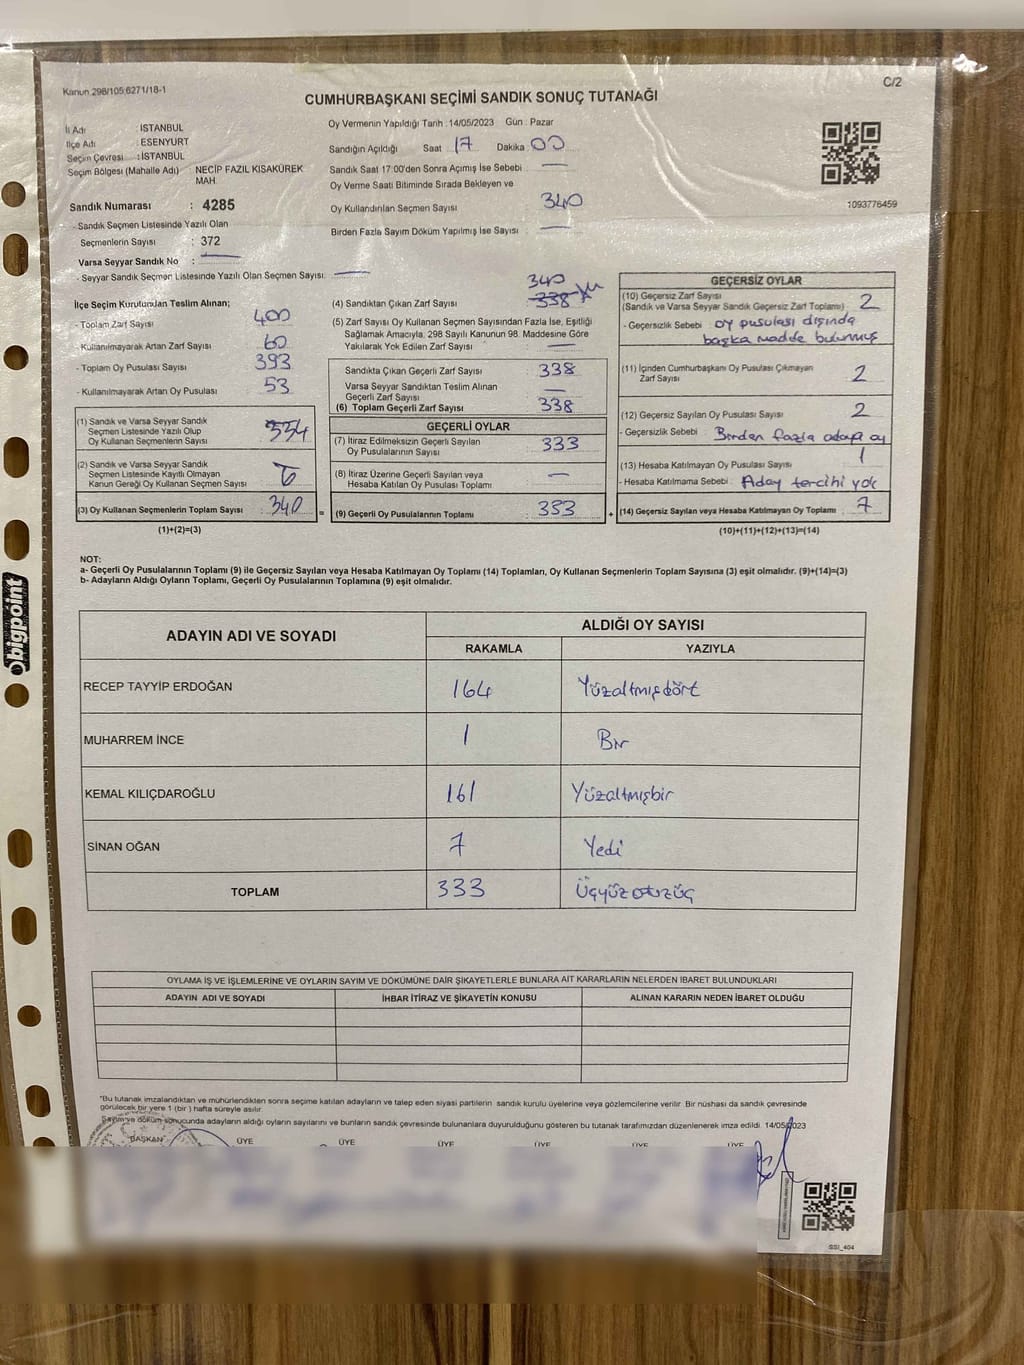 Kanun 298/105;6271/18-1
C/2
CUMHURBAŞKANI SEÇİMİ SANDIK SONUÇ TUTANAĞI
İl Adı : İSTANBUL
İlçe Adı : ESENYURT
Seçim Çevresi : İSTANBUL
Seçim Bölgesi (Mahalle Adı) : NECİP FAZIL KISAKÜREK MAH.
Sandık Numarası : 4285
- Sandık Seçmen Listesinde Yazılı Olan
Seçmenlerin Sayısı : 372
Varsa Seyyar Sandık No :
- Seyyar Sandık Seçmen Listesinde Yazılı Olan Seçmen Sayısı:
Oy Vermenin Yapıldığı Tarih :14/05/2023 Gün : Pazar
Sandığın Açıldığı Saat 17 Dakika 00
Sandık Saat 17:00'den Sonra Açımış İse Sebebi :
Oy Verme Saati Bitiminde Sırada Bekleyen ve
Oy Kullandırılan Seçmen Sayısı 340
Birden Fazla Sayım Döküm Yapılmış İse Sayısı :
1093776459
İlçe Seçim Kurulundan Teslim Alınan;
- Toplam Zarf Sayısı 400
- Kullanılmayarak Artan Zarf Sayısı 60
- Toplam Oy Pusulası Sayısı 393
- Kullanılmayarak Artan Oy Pusulası 53
(1) Sandık ve Varsa Seyyar Sandık
Seçmen Listesinde Yazılı Olup
Oy Kullanan Seçmenlerin Sayısı 334
(2) Sandık ve Varsa Seyyar Sandık
Seçmen Listesinde Kayıtlı Olmayan
Kanun Gereği Oy Kullanan Seçmen Sayısı 6
(3) Oy Kullanan Seçmenlerin Toplam Sayısı : 340
(1)+(2)=(3)
340
(4) Sandıktan Çıkan Zarf Sayısı 338
(5) Zarf Sayısı Oy Kullanan Seçmen Sayısından Fazla İse, Eşitliği
Sağlamak Amacıyla, 298 Sayılı Kanunun 98. Maddesine Göre
Yakılarak Yok Edilen Zarf Sayısı
Sandıkta Çıkan Geçerli Zarf Sayısı 338
Varsa Seyyar Sandıktan Teslim Alınan
Geçerli Zarf Sayısı
(6) Toplam Geçerli Zarf Sayısı 338
GEÇERLİ OYLAR
(7) İtiraz Edilmeksizin Geçerli Sayılan
Oy Pusulalarının Sayısı 333
(8) İtiraz Üzerine Geçerli Sayılan veya
Hesaba Katılan Oy Pusulası Toplamı
= (9) Geçerli Oy Pusulalarının Toplamı 333 +
GEÇERSİZ OYLAR
(10) Geçersiz Zarf Sayısı
(Sandık ve Varsa Seyyar Sandık Geçersiz Zarf Toplamı) 2
- Geçersizlik Sebebi oy pusulası dışında
başka madde bulunmuş
(11) İçinden Cumhurbaşkanı Oy Pusulası Çıkmayan
Zarf Sayısı 2
(12) Geçersiz Sayılan Oy Pusulası Sayısı 2
- Geçersizlik Sebebi Birden fazla adaya oy
(13) Hesaba Katılmayan Oy Pusulası Sayısı 1
- Hesaba Katılmama Sebebi Aday tercihi yok
(14) Geçersiz Sayılan veya Hesaba Katılmayan Oy Toplamı 7
(10)+(11)+(12)+(13)=(14)
NOT:
a- Geçerli Oy Pusulalarının Toplamı (9) ile Geçersiz Sayılan veya Hesaba Katılmayan Oy Toplamı (14) Toplamları, Oy Kullanan Seçmenlerin Toplam Sayısına (3) eşit olmalıdır. (9)+(14)=(3)
b- Adayların Aldığı Oyların Toplamı, Geçerli Oy Pusulalarının Toplamına (9) eşit olmalıdır.
ADAYIN ADI VE SOYADI
ALDIĞI OY SAYISI
RAKAMLA YAZIYLA
RECEP TAYYİP ERDOĞAN 164 Yüzaltmışdört
MUHARREM İNCE 1 Bir
KEMAL KILIÇDAROĞLU 161 Yüzaltmışbir
SİNAN OĞAN 7 Yedi
TOPLAM 333 Üçyüzotuzüç
OYLAMA İŞ VE İŞLEMLERİNE VE OYLARIN SAYIM VE DÖKÜMÜNE DAİR ŞİKAYETLERLE BUNLARA AİT KARARLARIN NELERDEN İBARET BULUNDUKLARI
ADAYIN ADI VE SOYADI İHBAR İTİRAZ VE ŞİKAYETİN KONUSU ALINAN KARARIN NEDEN İBARET OLDUĞU
"Bu tutanak imzalandıktan ve mühürlendikten sonra seçime katılan adayların ve talep eden siyasi partilerin sandık kurulu üyelerine veya gözlemcilerine verilir. Bir nüshası da sandık çevresinde
görülecek bir yere 1 (bir) hafta süreyle asılır.
Sayım ve döküm sonucunda adayların aldığı oyların sayılarını ve bunların sandık çevresinde bulunanlara duyurulduğunu gösteren bu tutanak tarafımızdan düzenlenerek imza edildi. 14/05/2023
BAŞKAN ÜYE ÜYE ÜYE ÜYE ÜYE ÜYE
SSI_404
bigpoint